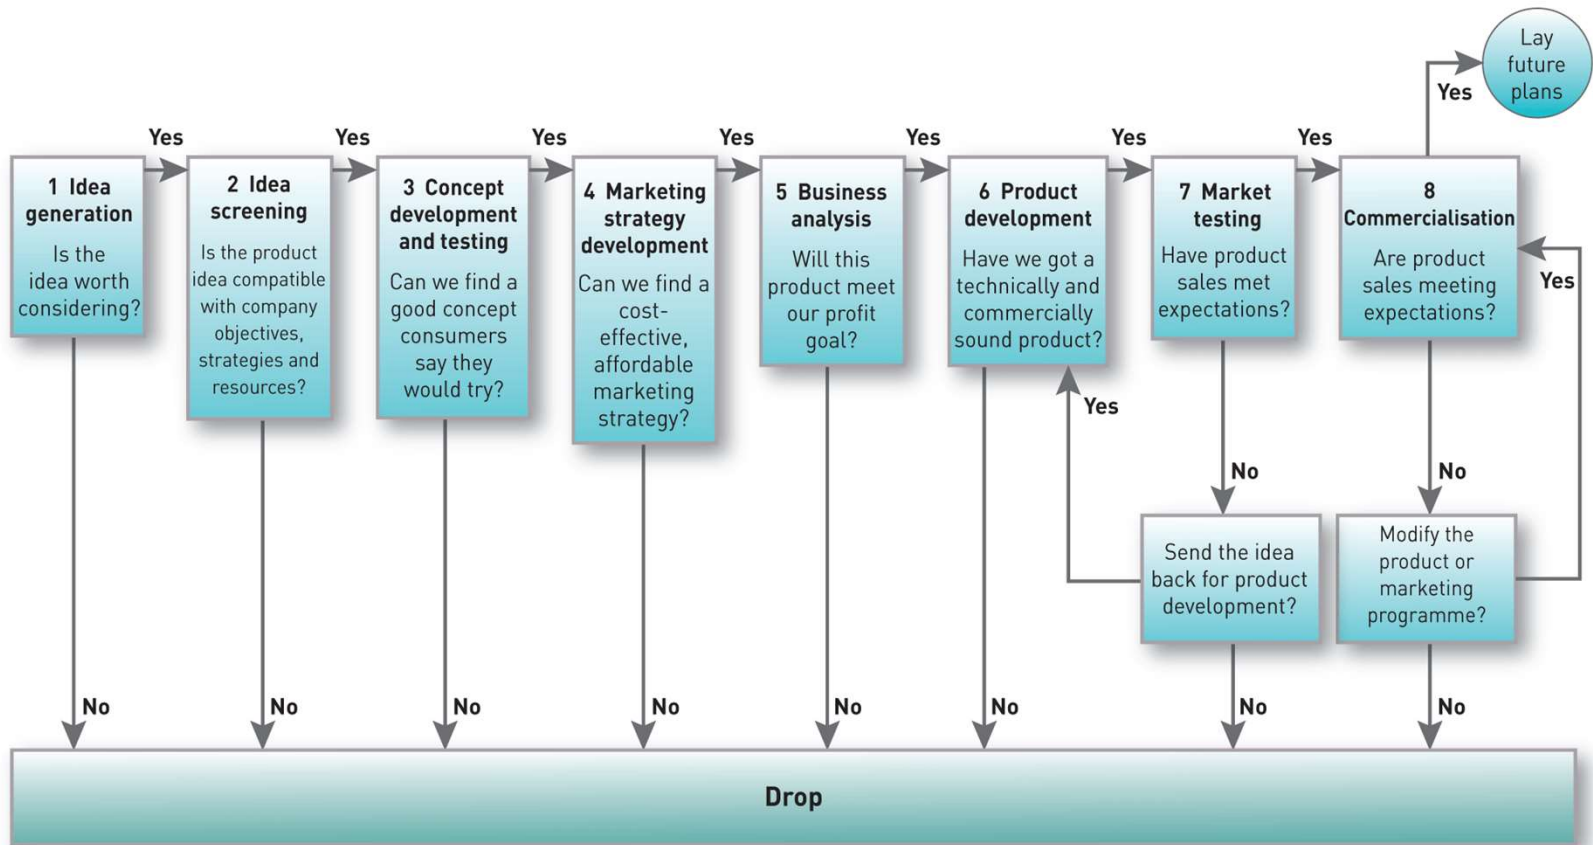 Lay
future
plans
Yes
Yes
Yes
Yes
Yes
Yes
Yes
Yes
1 Idea
generation
Is the
idea worth
considering?
2 Idea
screening
Is the product
idea compatible
with company
objectives,
strategies and
resources?
3 Concept
development
and testing
Can we find a
good concept
consumers
say they
would try?
4 Marketing
strategy
development
Can we find a
cost-
effective,
affordable
marketing
strategy?
5 Business
analysis
Will this
product meet
our profit
goal?
6 Product
development
Have we got a
technically and
commercially
sound product?
7 Market
testing
Have product
sales met
expectations?
8
Commercialisation
Are product
sales meeting
expectations?
Yes
Yes
No
No
Send the idea
back for product
development?
Modify the
product or
marketing
programme?
No
No
No
No
No
No
No
No
Drop